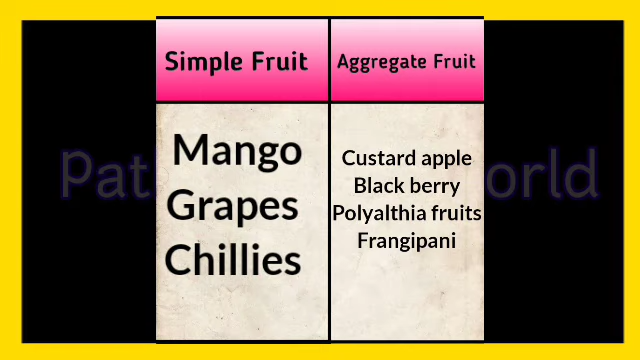 Simple Fruit
Aggregate Fruit
Mango
Grapes
Chillies
Custard apple
Black berry
Polyalthia fruits
Frangipani